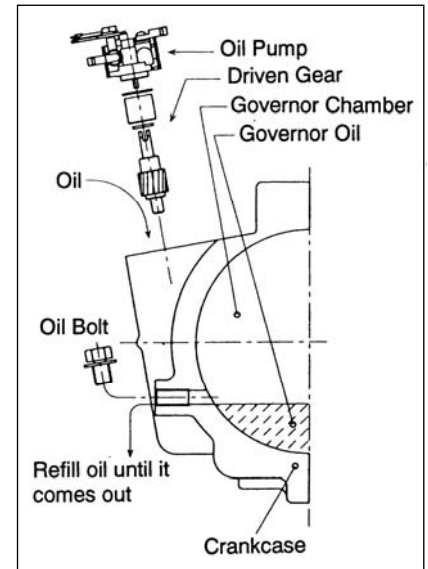 Oil Pump
Driven Gear
Governor Chamber
Governor Oil
Oil
Oil Bolt
Refill oil until it
comes out
Crankcase